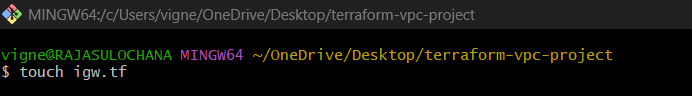 MINGW64:/c/Users/vigne/OneDrive/Desktop/terraform-vpc-project
vigne@RAJASULOCHANA MINGW64 ~/OneDrive/Desktop/terraform-vpc-project
$ touch igw.tf